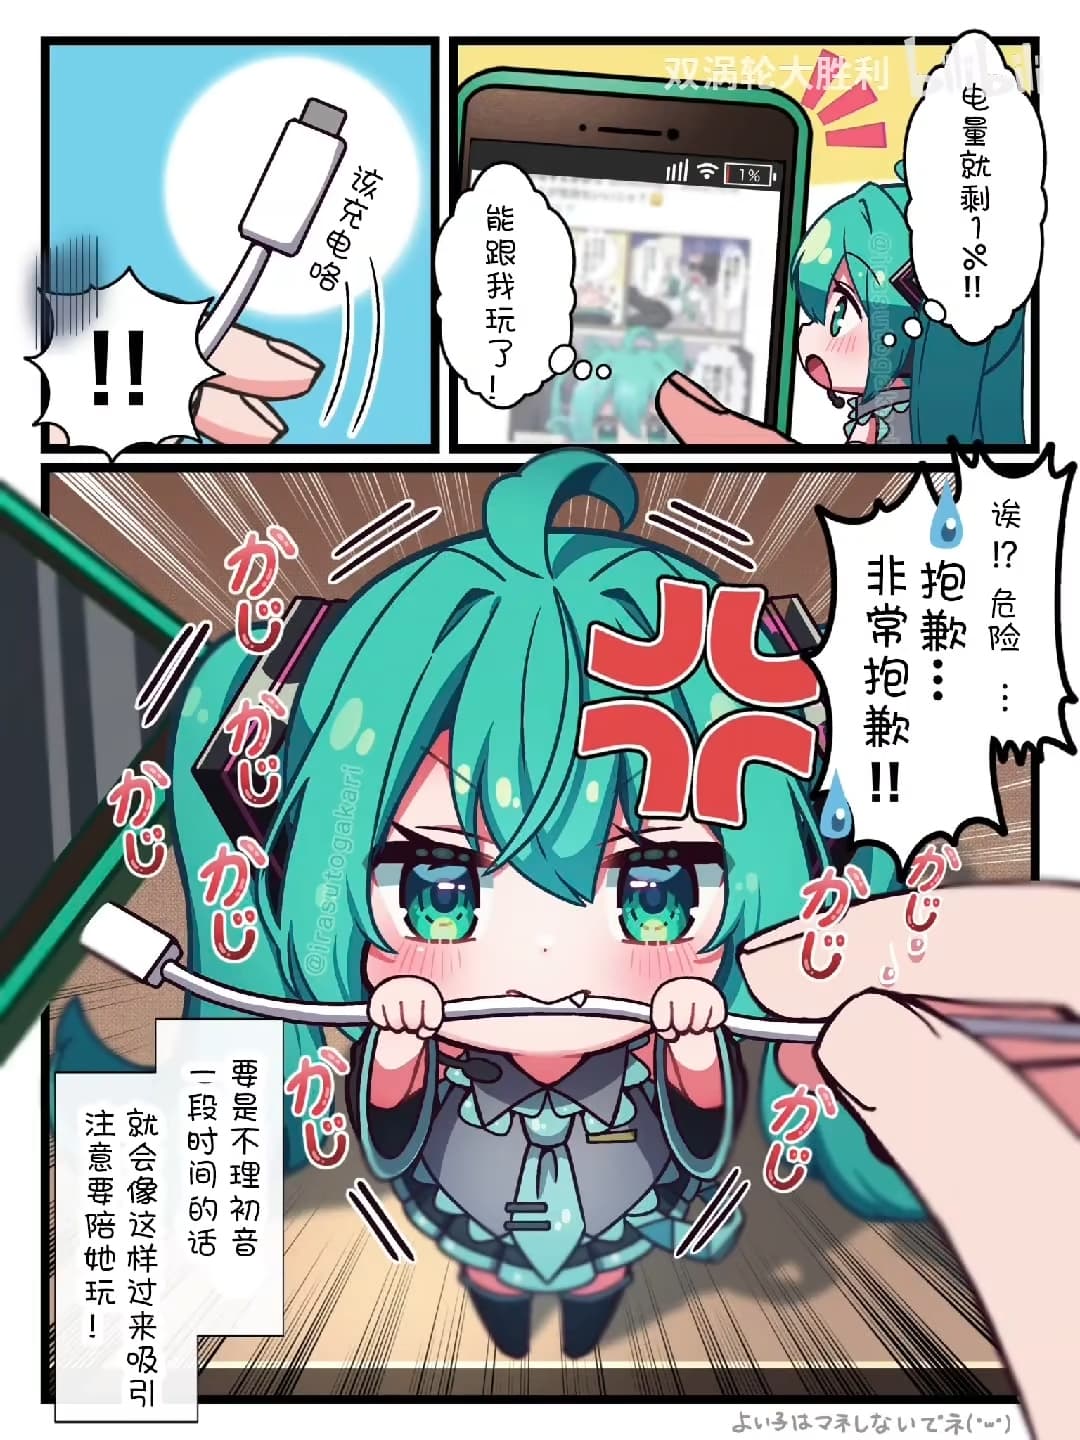 双涡轮大胜利
bilibili
电量就剩1%!!
1%
能跟我玩了！
@irasutogakari
该充电咯
!!
诶!?危险…
抱歉…
非常抱歉!!
かじ
かじ
かじ
かじ
かじ
かじ
かじ
かじ
@irasutogakari
要是不理初音
一段时间的话
就会像这样过来吸引
注意要陪她玩！
よい子はマネしないでネ(･ω･)